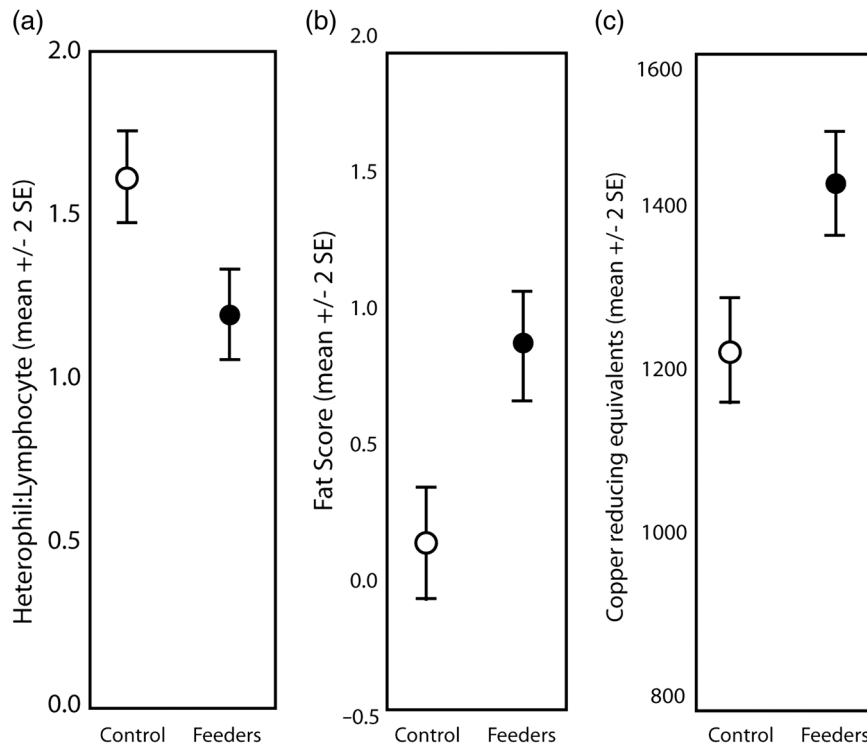 (a)
Heterophil:Lymphocyte (mean +/- 2 SE)
2.0
1.5
1.0
0.5
0.0
Control Feeders
(b)
Fat Score (mean +/- 2 SE)
2.0
1.5
1.0
0.5
0.0
–0.5
Control Feeders
(c)
Copper reducing equivalents (mean +/- 2 SE)
1600
1400
1200
1000
800
Control Feeders